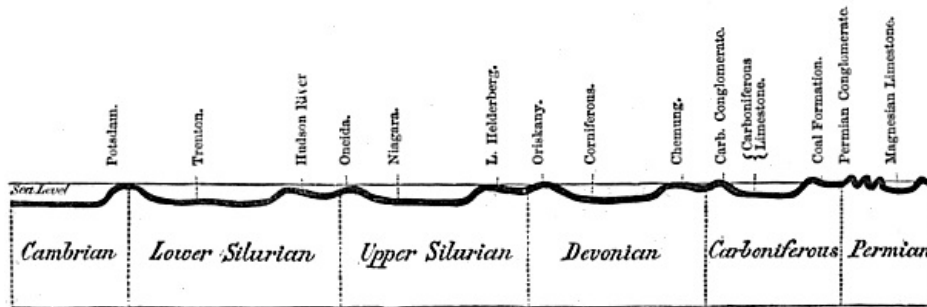 Potsdam.
Trenton.
Hudson River
Oneida.
Niagara.
L. Helderberg.
Oriskany.
Corniferous.
Chemung.
Carb. Conglomerate.
{Carboniferous
Limestone.
Coal Formation.
Permian Conglomerate
Magnesian Limestone.
Sea Level
Cambrian
Lower Silurian
Upper Silurian
Devonian
Carboniferous
Permian